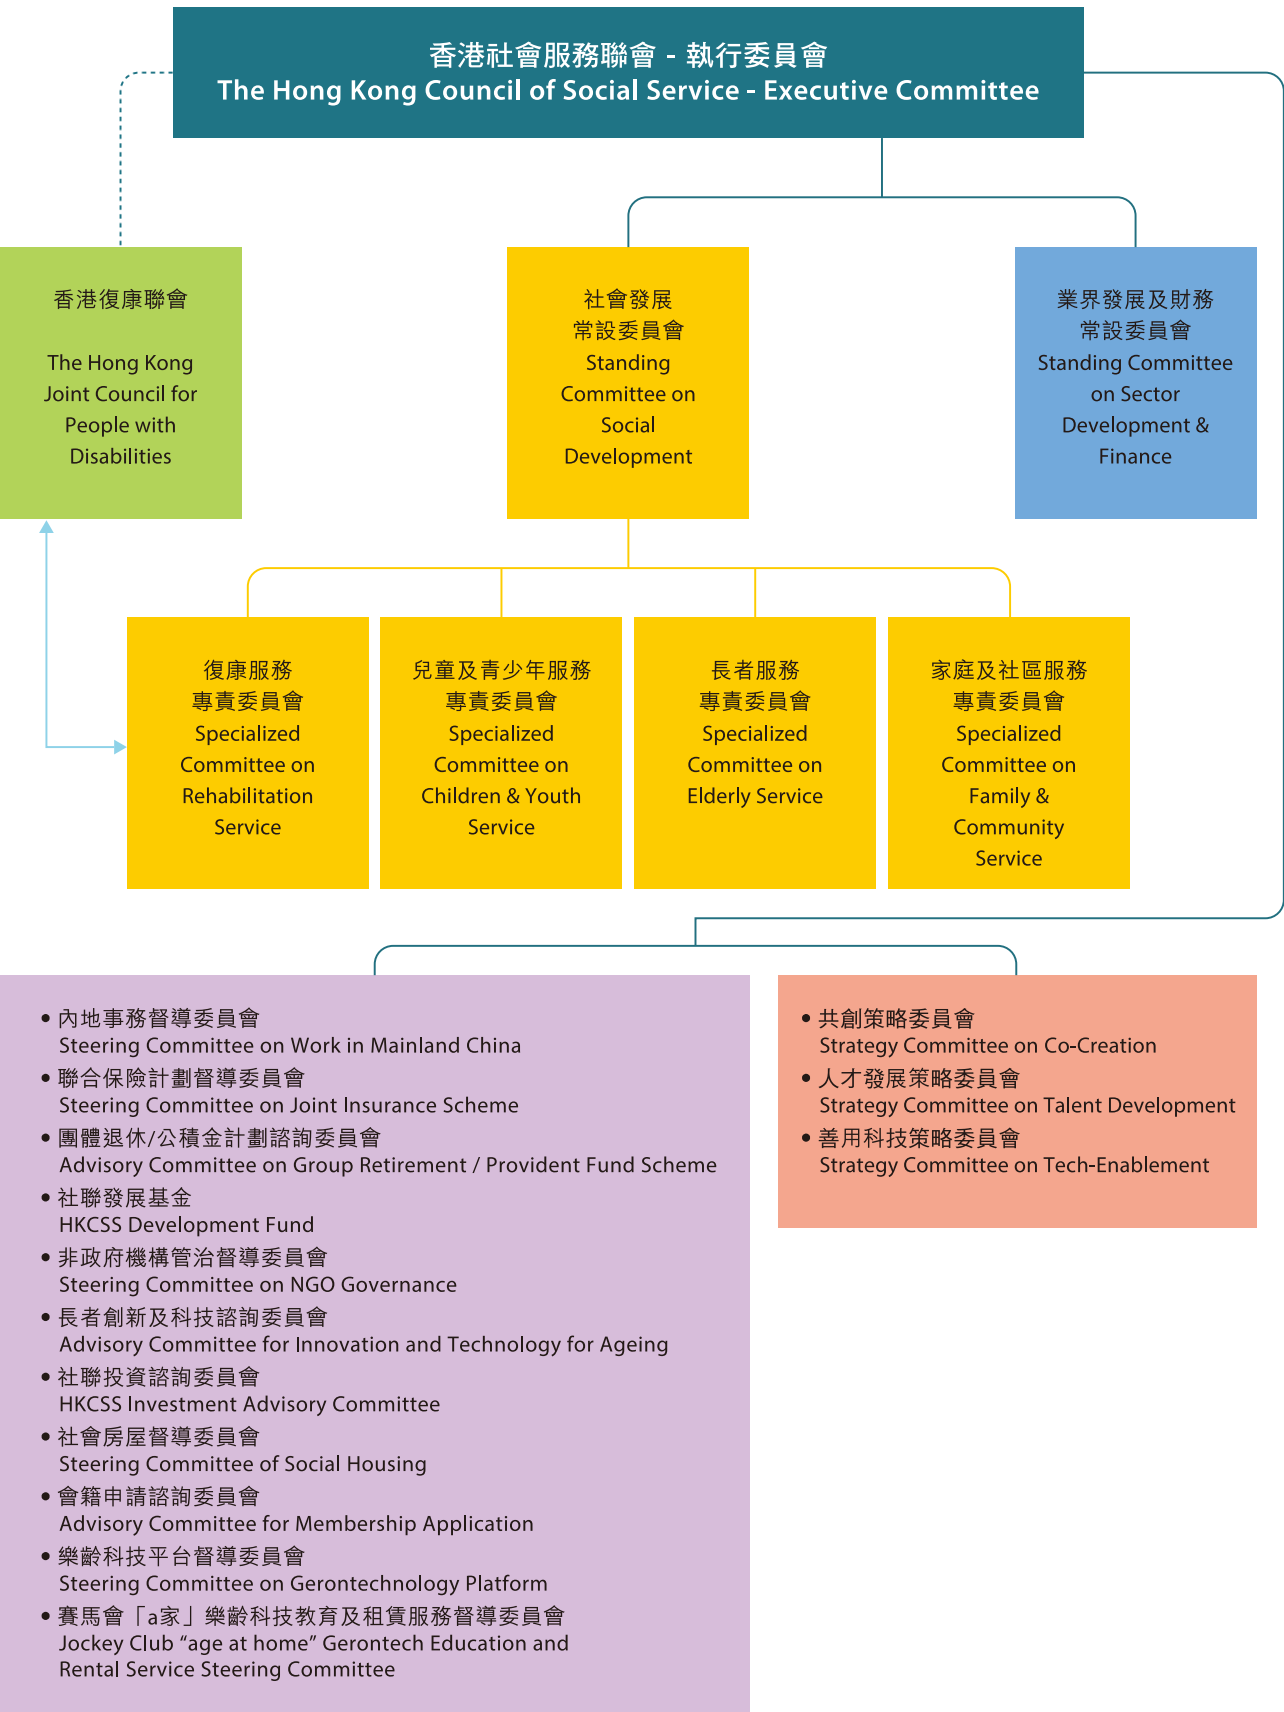 香港社會服務聯會 - 執行委員會
The Hong Kong Council of Social Service - Executive Committee
香港復康聯會
The Hong Kong
Joint Council for
People with
Disabilities
社會發展
常設委員會
Standing
Committee on
Social
Development
業界發展及財務
常設委員會
Standing Committee
on Sector
Development &
Finance
復康服務
專責委員會
Specialized
Committee on
Rehabilitation
Service
兒童及青少年服務
專責委員會
Specialized
Committee on
Children & Youth
Service
長者服務
專責委員會
Specialized
Committee on
Elderly Service
家庭及社區服務
專責委員會
Specialized
Committee on
Family &
Community
Service
• 內地事務督導委員會
Steering Committee on Work in Mainland China
• 聯合保險計劃督導委員會
Steering Committee on Joint Insurance Scheme
• 團體退休/公積金計劃諮詢委員會
Advisory Committee on Group Retirement / Provident Fund Scheme
• 社聯發展基金
HKCSS Development Fund
• 非政府機構管治督導委員會
Steering Committee on NGO Governance
• 長者創新及科技諮詢委員會
Advisory Committee for Innovation and Technology for Ageing
• 社聯投資諮詢委員會
HKCSS Investment Advisory Committee
• 社會房屋督導委員會
Steering Committee of Social Housing
• 會籍申請諮詢委員會
Advisory Committee for Membership Application
• 樂齡科技平台督導委員會
Steering Committee on Gerontechnology Platform
• 賽馬會「a家」樂齡科技教育及租賃服務督導委員會
Jockey Club “age at home” Gerontech Education and
Rental Service Steering Committee
• 共創策略委員會
Strategy Committee on Co-Creation
• 人才發展策略委員會
Strategy Committee on Talent Development
• 善用科技策略委員會
Strategy Committee on Tech-Enablement